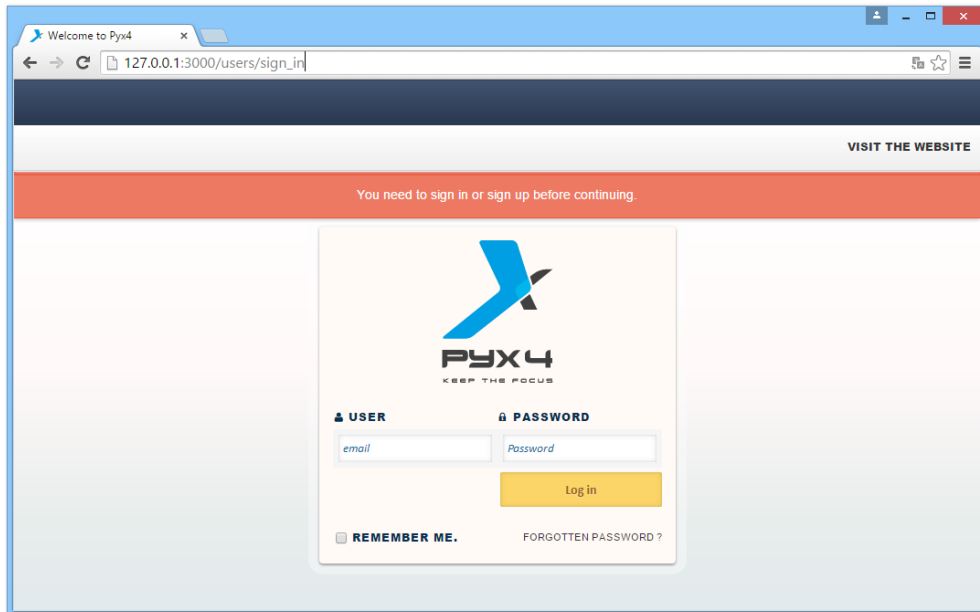 Welcome to Pyx4
127.0.0.1:3000/users/sign_in
VISIT THE WEBSITE
You need to sign in or sign up before continuing.
PYX4
KEEP THE FOCUS
USER PASSWORD
email Password
Log in
REMEMBER ME. FORGOTTEN PASSWORD ?